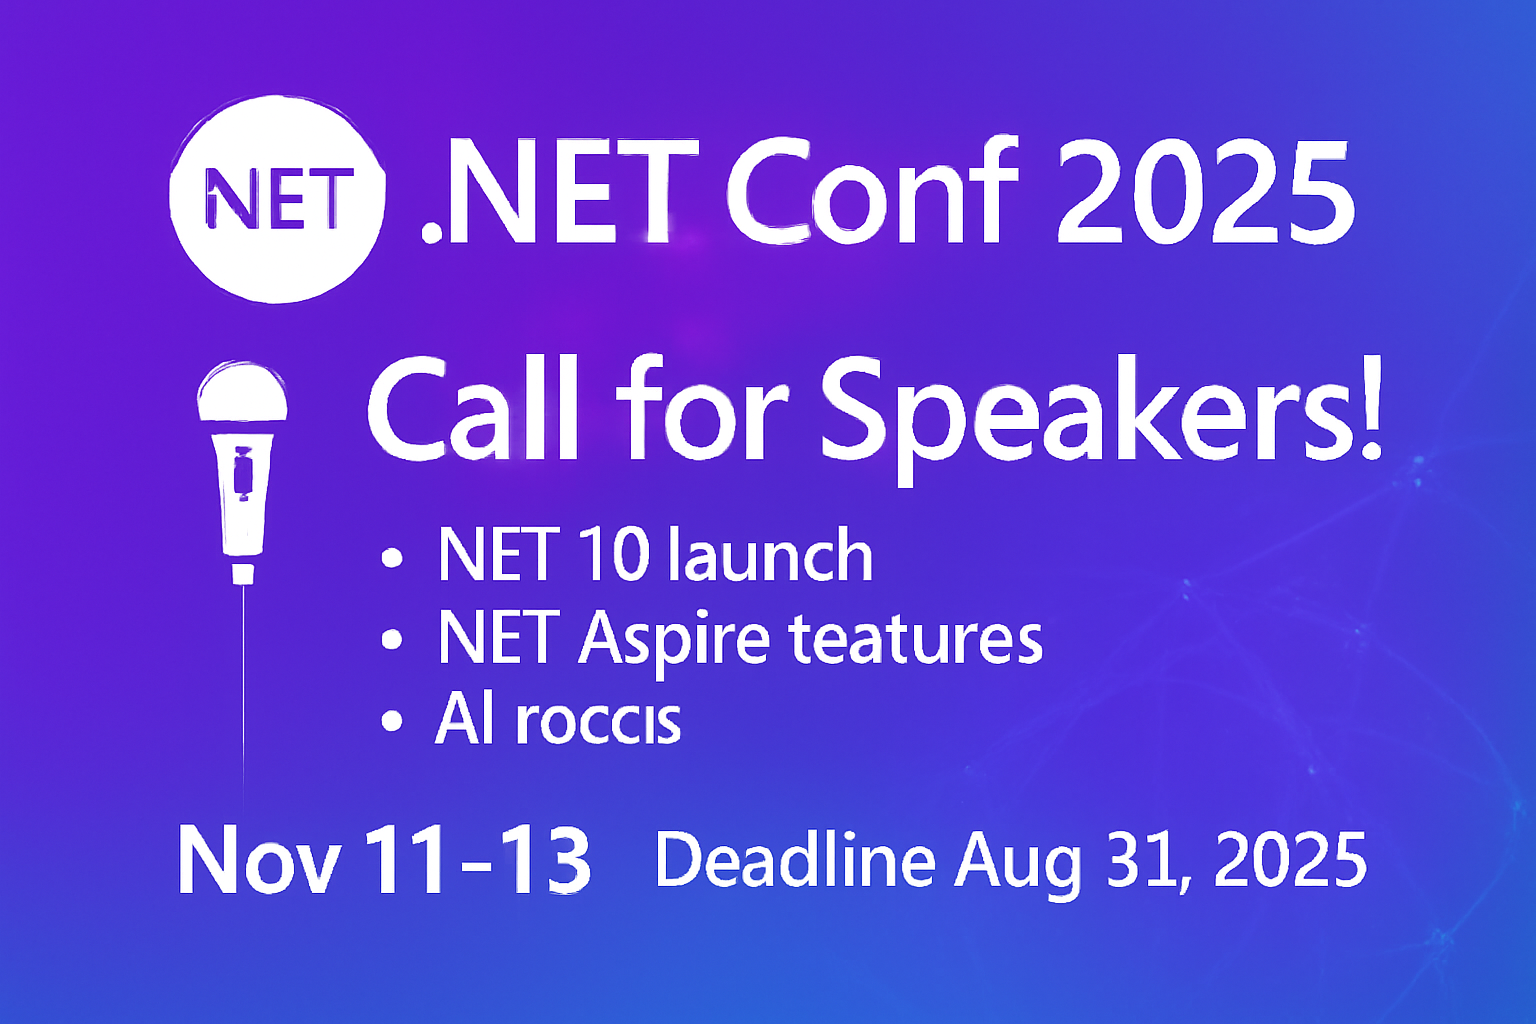 NET
.NET Conf 2025
Call for Speakers!
• NET 10 launch
• NET Aspire teatures
• AI roccıs
Nov 11-13 Deadline Aug 31, 2025